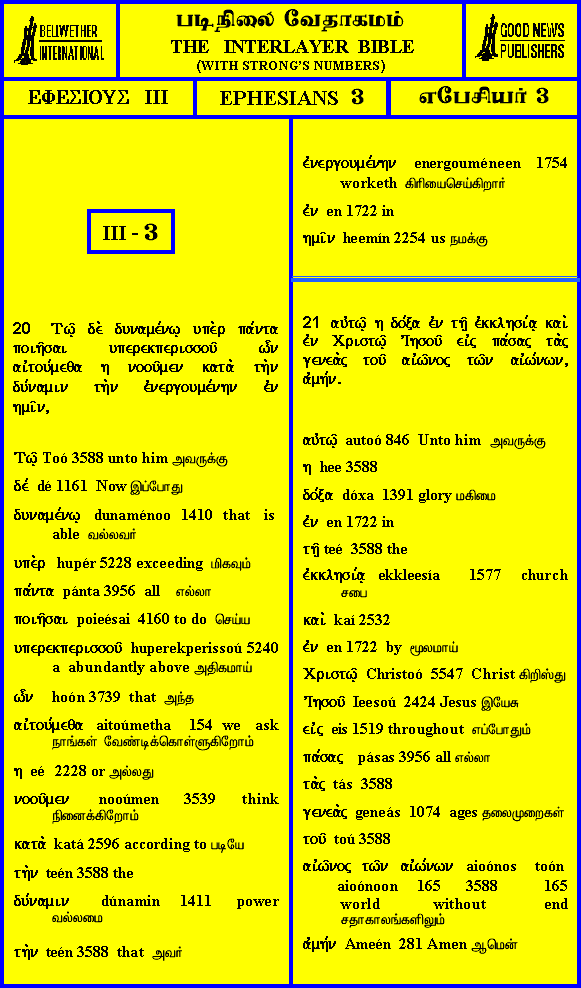 BELLWETHER
INTERNATIONAL
படிநிலை வேதாகமம்
THE INTERLAYER BIBLE
(WITH STRONG'S NUMBERS)
GOOD NEWS
PUBLISHERS
ΕΦΕΣΙΟΥΣ III
EPHESIANS 3
எபேசியர் 3
III - 3
20 Τῷ δὲ δυναμένῳ υπὲρ πάντα
ποιῆσαι υπερεκπερισσοῦ ὧν
αἰτούμεθα η νοοῦμεν κατὰ τὴν
δύναμιν τὴν ἐνεργουμένην ἐν
ημῖν,
Τῷ Toó 3588 unto him அவருக்கு
δέ dé 1161 Now இப்போது
δυναμένῳ dunaménoo 1410 that is
able வல்லவர்
υπὲρ hupér 5228 exceeding மிகவும்
πάντα pánta 3956 all எல்லா
ποιῆσαι poieésai 4160 to do செய்ய
υπερεκπερισσοῦ huperekperissoú 5240
a abundantly above அதிகமாய்
ὧν hoón 3739 that அந்த
αἰτούμεθα aitoúmetha 154 we ask
நாங்கள் வேண்டிக்கொள்ளுகிறோம்
η eé 2228 or அல்லது
νοοῦμεν nooúmen 3539 think
நினைக்கிறோம்
κατὰ katá 2596 according to படியே
τὴν teén 3588 the
δύναμιν dúnamin 1411 power
வல்லமை
τὴν teén 3588 that அவர்
ἐνεργουμένην energouméneen 1754
worketh கிரியைசெய்கிறார்
ἐν en 1722 in
ημῖν heemín 2254 us நமக்கு
21 αὐτῷ η δόξα ἐν τῇ ἐκκλησίᾳ καὶ
ἐν Χριστῷ Ἰησοῦ εἰς πάσας τὰς
γενεὰς τοῦ αἰῶνος τῶν αἰώνων,
ἀμήν.
αὐτῷ autoó 846 Unto him அவருக்கு
η hee 3588
δόξα dóxa 1391 glory மகிமை
ἐν en 1722 in
τῇ teé 3588 the
ἐκκλησίᾳ ekkleesía 1577 church
சபை
καὶ kaí 2532
ἐν en 1722 by மூலமாய்
Χριστῷ Christoó 5547 Christ கிறிஸ்து
Ἰησοῦ Ieesoú 2424 Jesus இயேசு
εἰς eis 1519 throughout எப்போதும்
πάσας pásas 3956 all எல்லா
τὰς tás 3588
γενεὰς geneás 1074 ages தலைமுறைகள்
τοῦ toú 3588
αἰῶνος τῶν αἰώνων aioónos toón
aioónoon 165 3588 165
world without end
சதாகாலங்களிலும்
ἀμήν Ameén 281 Amen ஆமென்